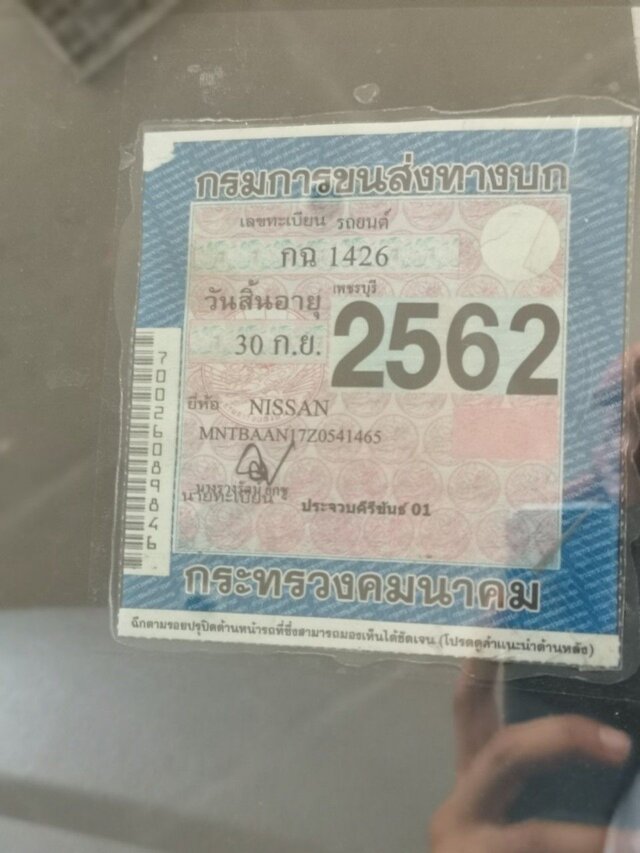 กรมการขนส่งทางบก
เลขทะเบียน รถยนต์
กฉ 1426
เพชรบุรี
วันสิ้นอายุ
30 ก.ย.
2562
ยี่ห้อ NISSAN
MNTBAAN17Z0541465
นายทะเบียน
ประจวบคีรีขันธ์ 01
70026089846
กระทรวงคมนาคม
ฉีกตามรอยปรุปิดด้านหน้ารถที่ซึ่งสามารถมองเห็นได้ชัดเจน (โปรดดูคำแนะนำด้านหลัง)